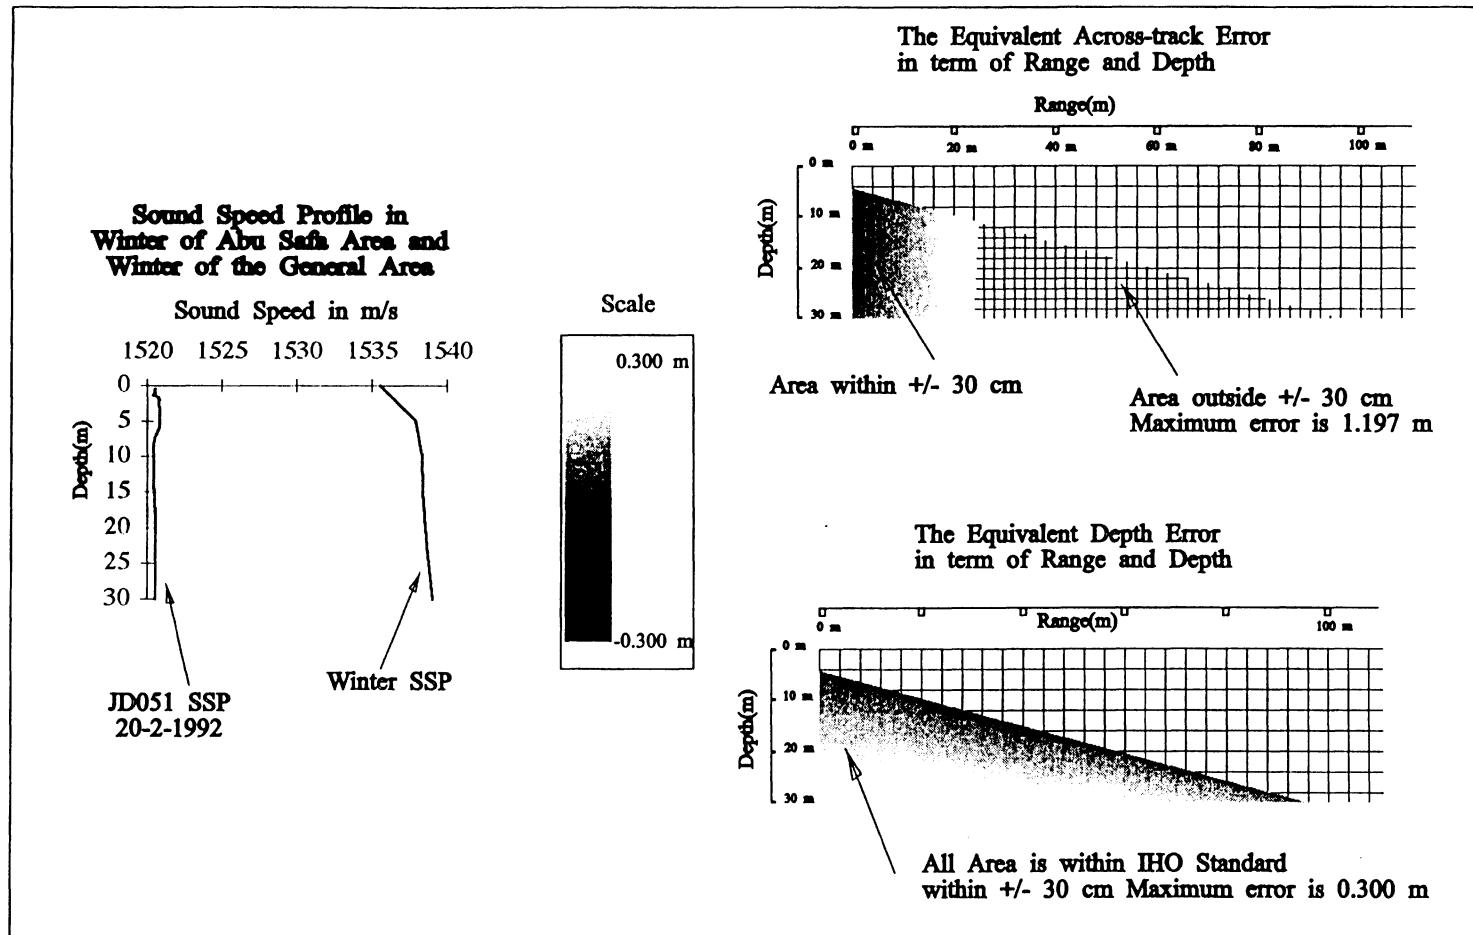 The Equivalent Across-track Error
in term of Range and Depth
Range(m)
0 m
20 m
40 m
60 m
80 m
100 m
0 m
10 m
20 m
30 m
Depth(m)
Area within +/- 30 cm
Area outside +/- 30 cm
Maximum error is 1.197 m
Sound Speed Profile in
Winter of Abu Safa Area and
Winter of the General Area
Sound Speed in m/s
1520 1525 1530 1535 1540
0
5
10
15
20
25
30
Depth(m)
JD051 SSP
20-2-1992
Winter SSP
Scale
0.300 m
-0.300 m
The Equivalent Depth Error
in term of Range and Depth
Range(m)
0 m
100 m
0 m
10 m
20 m
30 m
Depth(m)
All Area is within IHO Standard
within +/- 30 cm Maximum error is 0.300 m